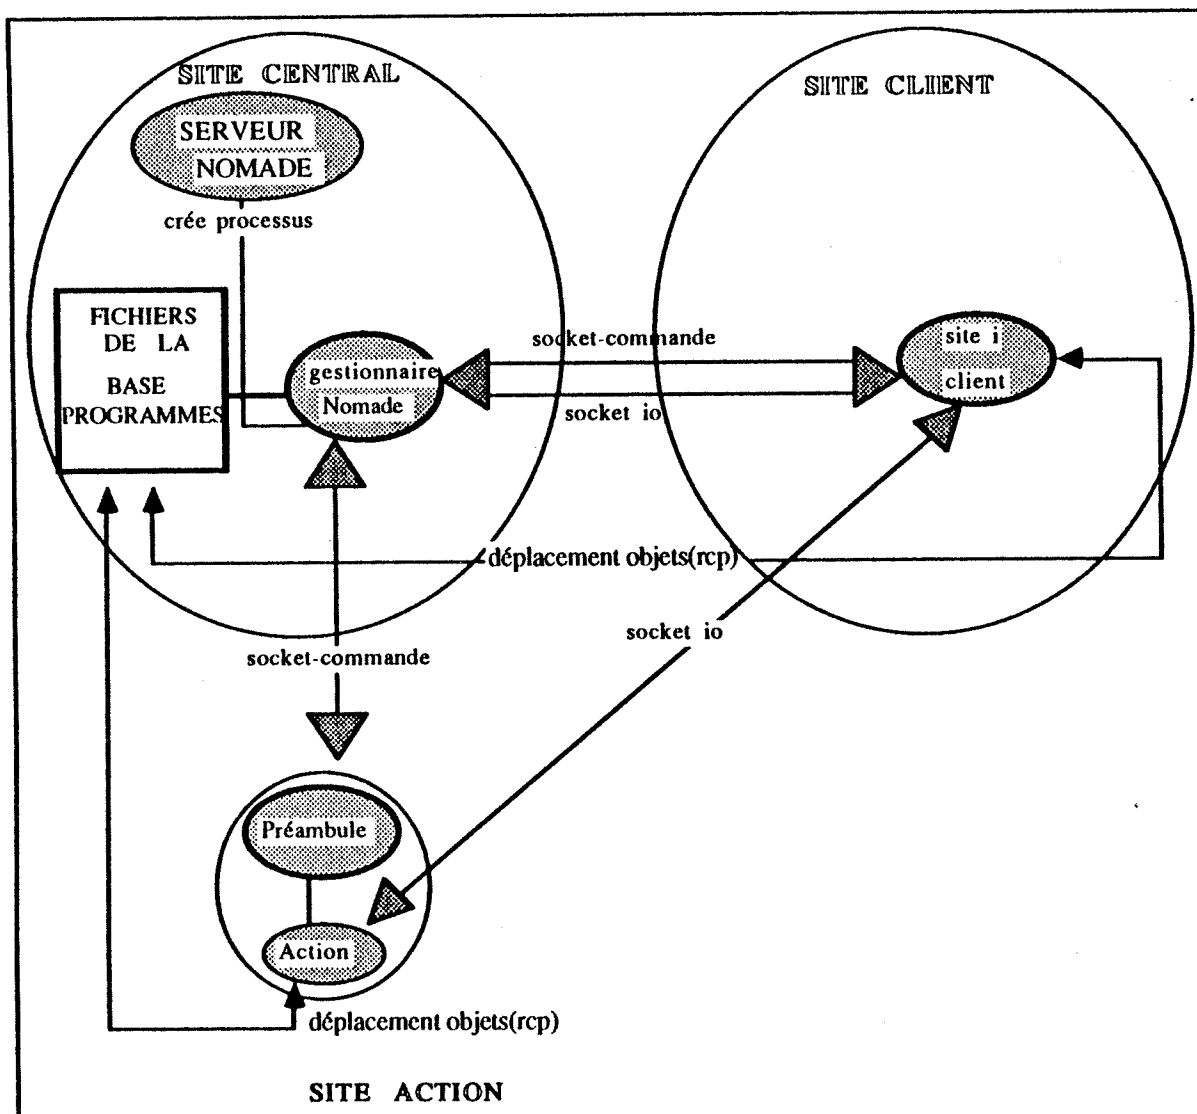 SITE CENTRAL
SITE CLIENT
SERVEUR
NOMADE
crée processus
FICHIERS
DE LA
BASE
PROGRAMMES
gestionnaire
Nomade
socket-commande
socket io
site i
client
déplacement objets(rcp)
socket io
socket-commande
Préambule
Action
déplacement objets(rcp)
SITE ACTION